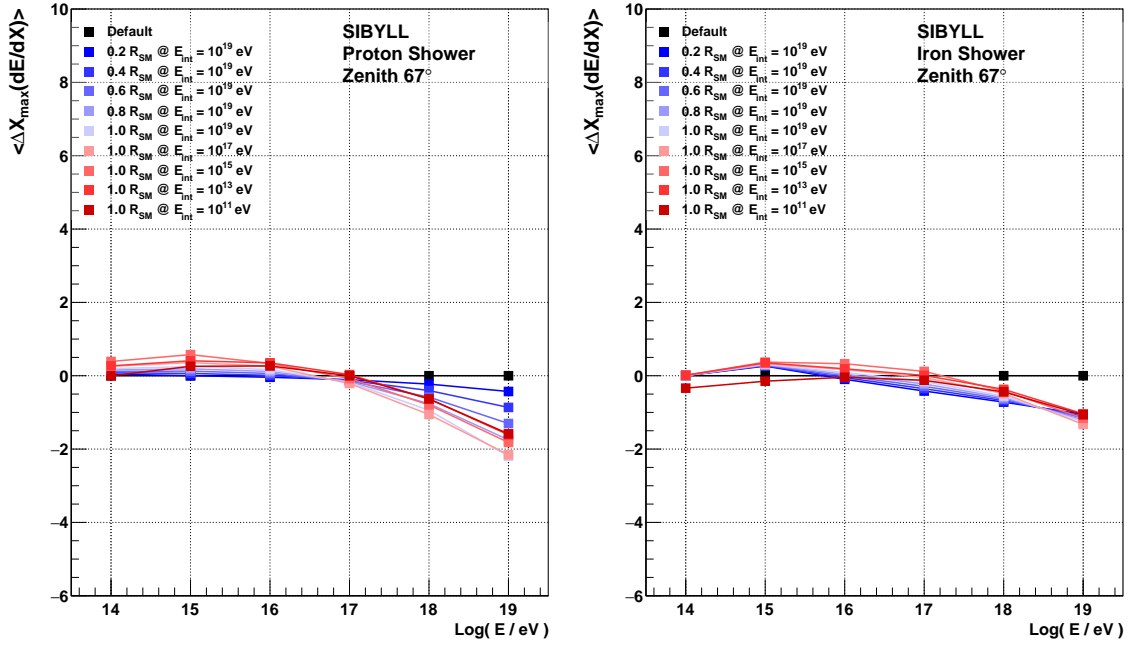 <ΔX_max(dE/dX)>
10
8
6
4
2
0
−2
−4
−6
Default
0.2 R_SM @ E_int = 10^19 eV
0.4 R_SM @ E_int = 10^19 eV
0.6 R_SM @ E_int = 10^19 eV
0.8 R_SM @ E_int = 10^19 eV
1.0 R_SM @ E_int = 10^19 eV
1.0 R_SM @ E_int = 10^17 eV
1.0 R_SM @ E_int = 10^15 eV
1.0 R_SM @ E_int = 10^13 eV
1.0 R_SM @ E_int = 10^11 eV
SIBYLL
Proton Shower
Zenith 67°
14 15 16 17 18 19
Log( E / eV )
<ΔX_max(dE/dX)>
10
8
6
4
2
0
−2
−4
−6
Default
0.2 R_SM @ E_int = 10^19 eV
0.4 R_SM @ E_int = 10^19 eV
0.6 R_SM @ E_int = 10^19 eV
0.8 R_SM @ E_int = 10^19 eV
1.0 R_SM @ E_int = 10^19 eV
1.0 R_SM @ E_int = 10^17 eV
1.0 R_SM @ E_int = 10^15 eV
1.0 R_SM @ E_int = 10^13 eV
1.0 R_SM @ E_int = 10^11 eV
SIBYLL
Iron Shower
Zenith 67°
14 15 16 17 18 19
Log( E / eV )